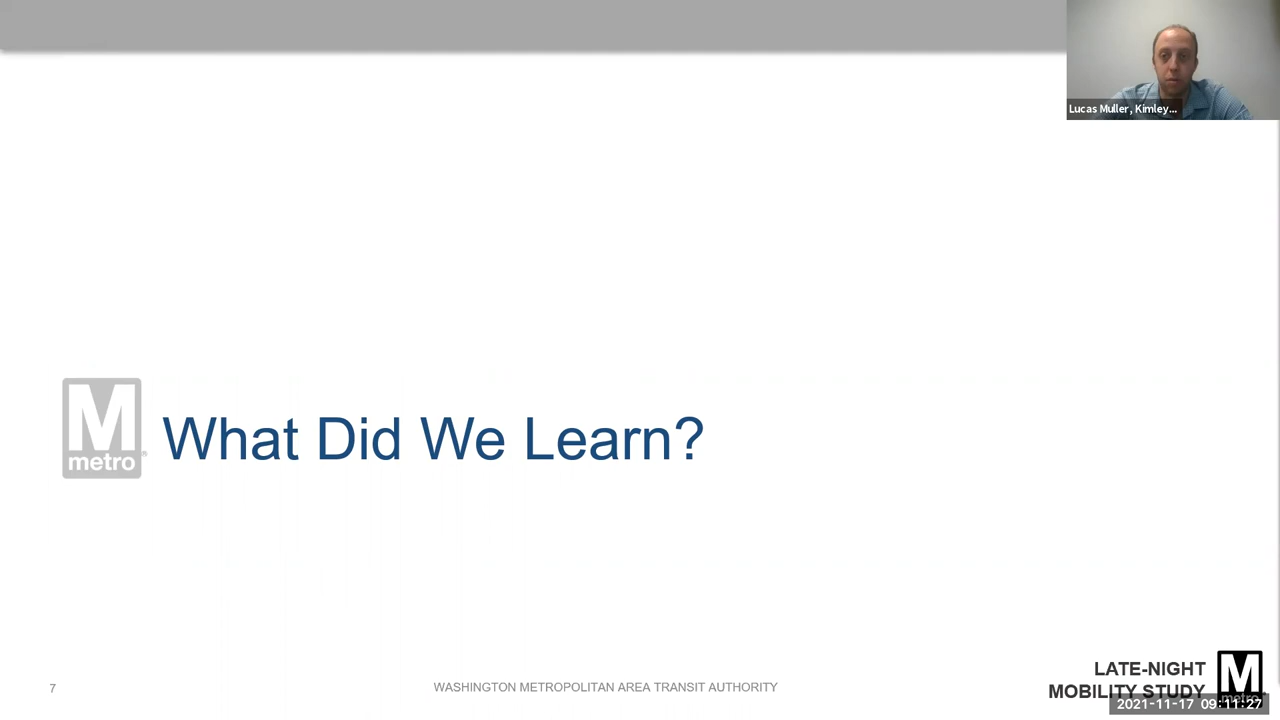 Lucas Muller, Kimley...
M
metro
What Did We Learn?
7
WASHINGTON METROPOLITAN AREA TRANSIT AUTHORITY
LATE-NIGHT
MOBILITY STUDY
M
metro
2021-11-17 09:11:27